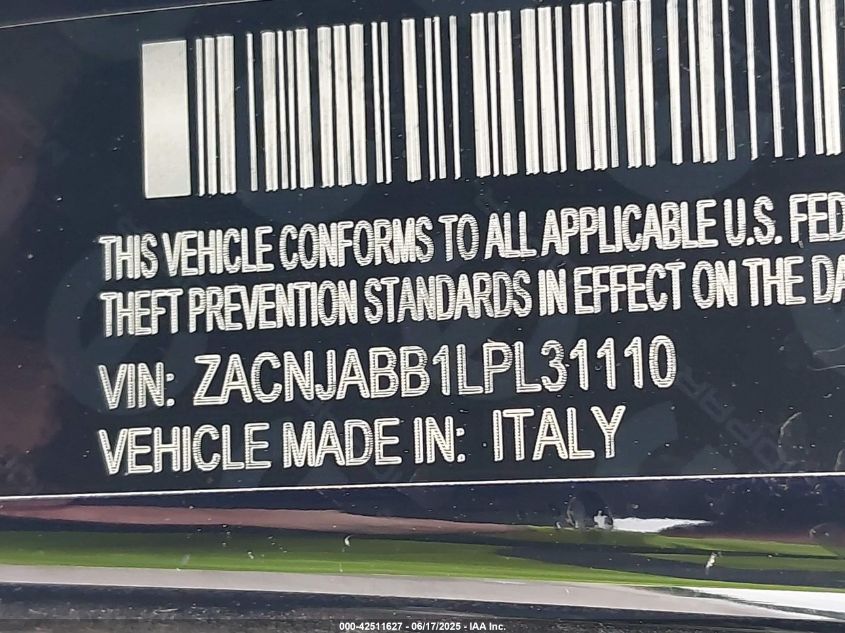 THIS VEHICLE CONFORMS TO ALL APPLICABLE U.S. FED
THEFT PREVENTION STANDARDS IN EFFECT ON THE DA
VIN: ZACNJABB1LPL31110
VEHICLE MADE IN: ITALY
000-42511627 - 06/17/2025 - IAA Inc.